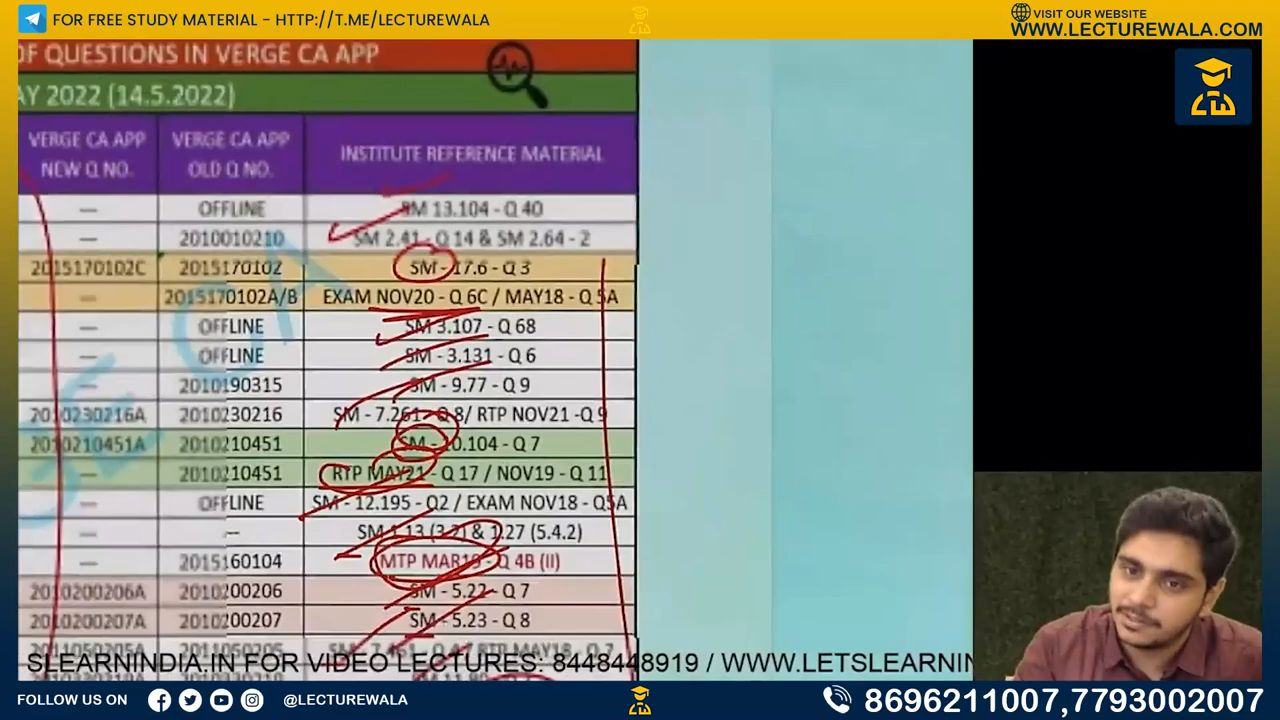 FOR FREE STUDY MATERIAL - HTTP://T.ME/LECTUREWALA
VISIT OUR WEBSITE
WWW.LECTUREWALA.COM
OF QUESTIONS IN VERGE CA APP
AY 2022 (14.5.2022)
VERGE CA APP NEW Q NO. VERGE CA APP OLD Q NO. INSTITUTE REFERENCE MATERIAL
— OFFLINE SM 13.104 - Q 40
— 2010010210 SM 2.41 - Q 14 & SM 2.64 - 2
2015170102C 2015170102 SM - 17.6 - Q 3
— 2015170102A/B EXAM NOV20 - Q 6C / MAY18 - Q 5A
— OFFLINE SM 3.107 - Q 68
— OFFLINE SM - 3.131 - Q 6
— 2010190315 SM - 9.77 - Q 9
2010230216A 2010230216 SM - 7.261 - Q 8/ RTP NOV21 -Q 9
2010210451A 2010210451 SM - 10.104 - Q 7
— 2010210451 RTP MAY21 - Q 17 / NOV19 - Q 11
OFFLINE SM - 12.195 - Q2 / EXAM NOV18 - Q5A
— -- SM 1.13 (3.2) & 1.27 (5.4.2)
— 2015160104 MTP MAR19 - Q 4B (II)
2010200206A 2010200206 SM - 5.22 - Q 7
2010200207A 2010200207 SM - 5.23 - Q 8
2011050205A 2011050205
SLEARNINDIA.IN FOR VIDEO LECTURES: 8448448919 / WWW.LETSLEARNIN
FOLLOW US ON @LECTUREWALA 8696211007,7793002007